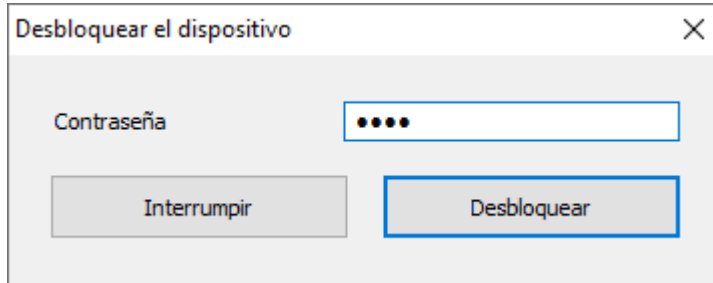 Desbloquear el dispositivo
Contraseña ••••
Interrumpir Desbloquear